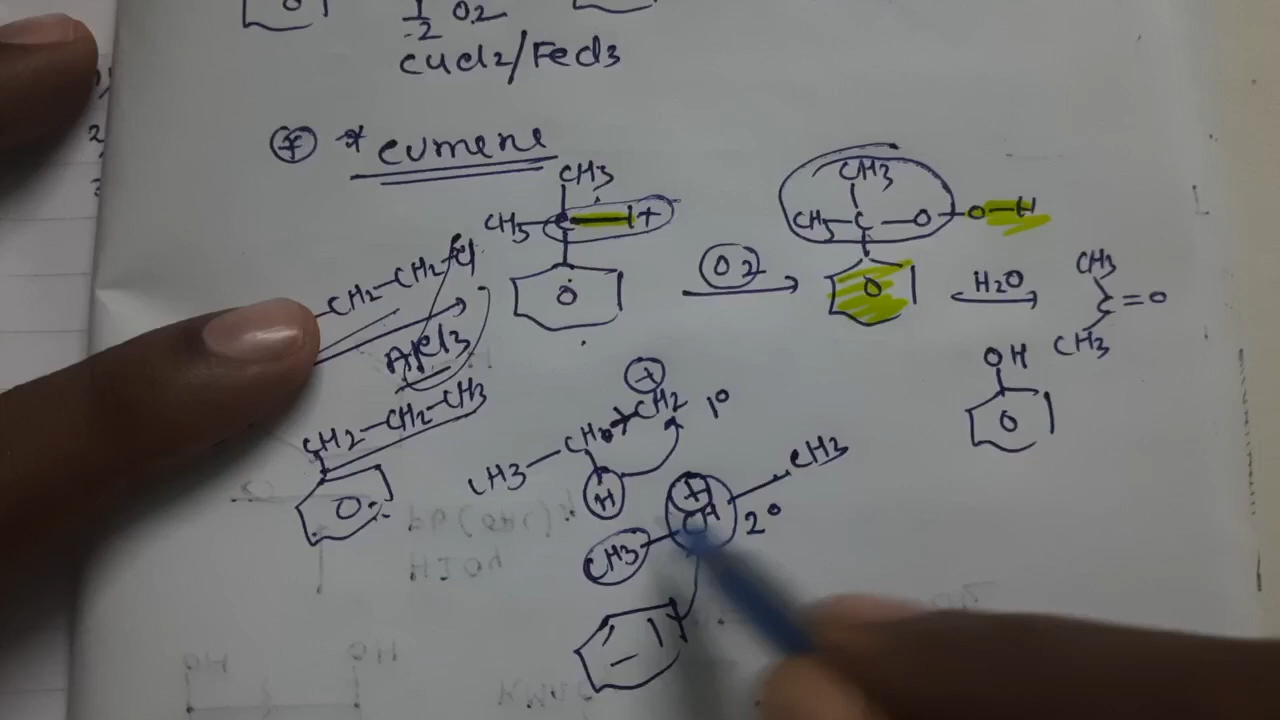 1/2 O2
CuCl2/FeCl3
* cumene
CH3
CH3-C-H
CH3
CH3-C-O-O-H
-CH2-CH2-Cl
AlCl3
O2
H2O
CH3
C=O
CH3
OH
CH2-CH2-CH3
+
CH3-CH2-CH2 1°
H
+
CH3-CH-CH3 2°